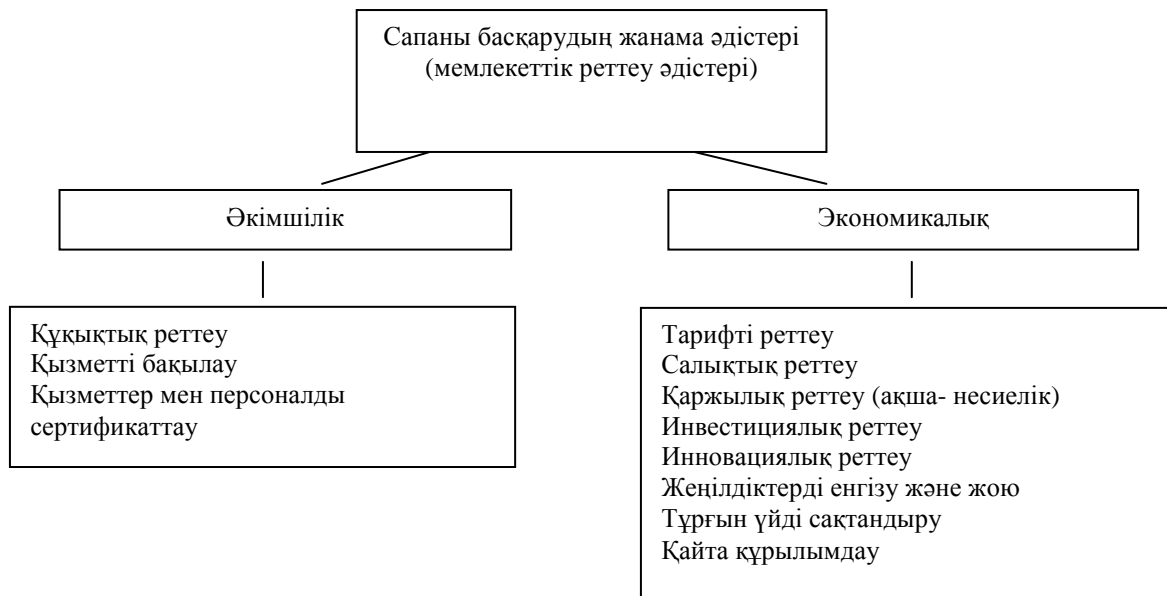 Сапаны басқарудың жанама әдістері
(мемлекеттік реттеу әдістері)
Әкімшілік
Экономикалық
Құқықтық реттеу
Қызметті бақылау
Қызметтер мен персоналды
сертификаттау
Тарифті реттеу
Салықтық реттеу
Қаржылық реттеу (ақша- несиелік)
Инвестициялық реттеу
Инновациялық реттеу
Жеңілдіктерді енгізу және жою
Тұрғын үйді сақтандыру
Қайта құрылымдау